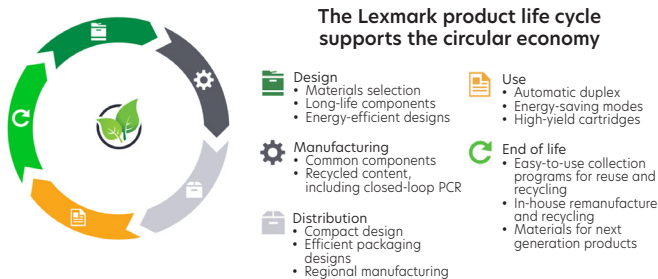 The Lexmark product life cycle
supports the circular economy
Design
• Materials selection
• Long-life components
• Energy-efficient designs
Manufacturing
• Common components
• Recycled content,
including closed-loop PCR
Distribution
• Compact design
• Efficient packaging
designs
• Regional manufacturing
Use
• Automatic duplex
• Energy-saving modes
• High-yield cartridges
End of life
• Easy-to-use collection
programs for reuse and
recycling
• In-house remanufacture
and recycling
• Materials for next
generation products